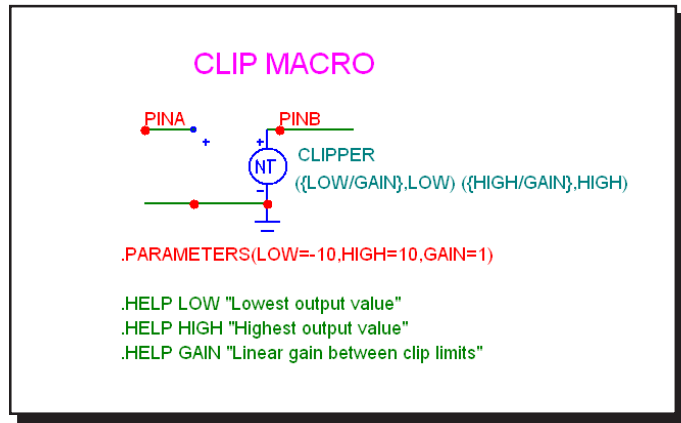 CLIP MACRO
PINA
PINB
+
+
NT
-
CLIPPER
({LOW/GAIN},LOW) ({HIGH/GAIN},HIGH)
.PARAMETERS(LOW=-10,HIGH=10,GAIN=1)
.HELP LOW "Lowest output value"
.HELP HIGH "Highest output value"
.HELP GAIN "Linear gain between clip limits"